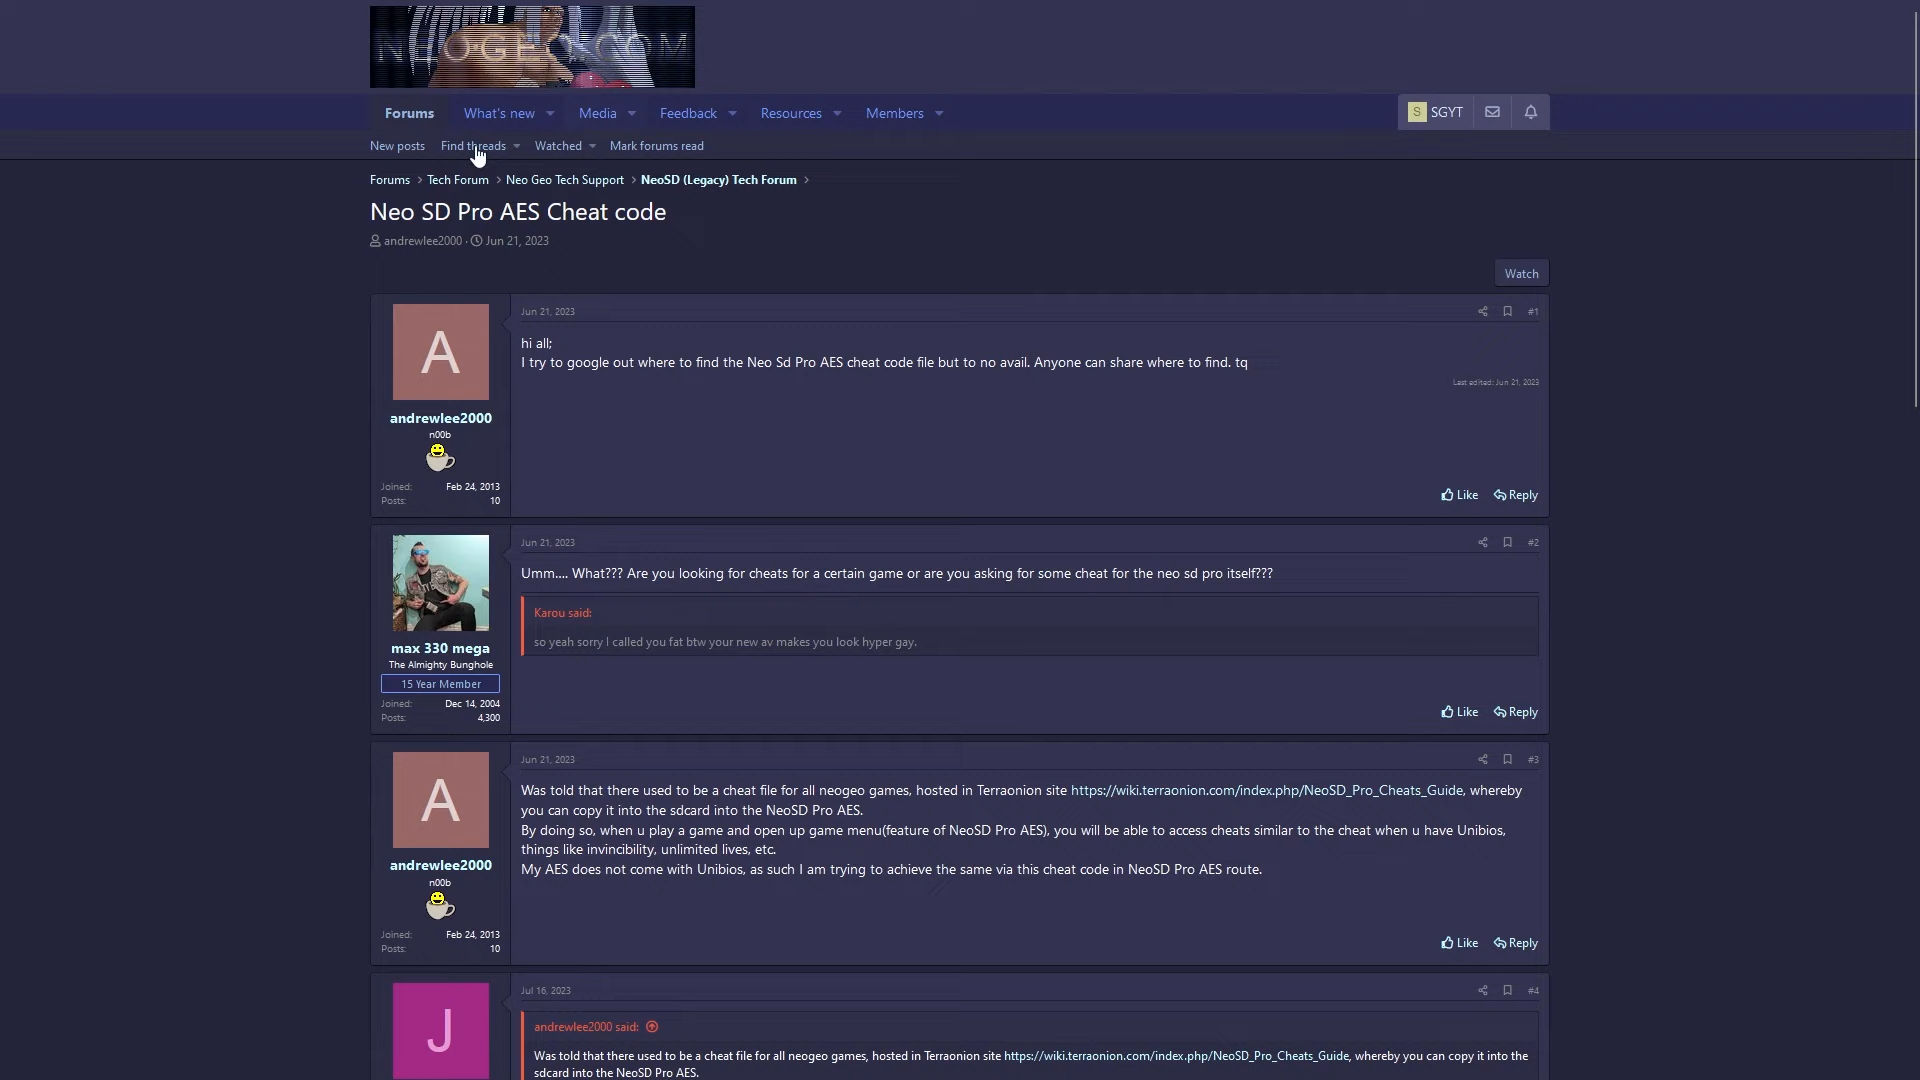 NEO-GEO.COM
Forums What's new Media Feedback Resources Members S SGYT
New posts Find threads Watched Mark forums read
Forums > Tech Forum > Neo Geo Tech Support > NeoSD (Legacy) Tech Forum >
Neo SD Pro AES Cheat code
andrewlee2000 · Jun 21, 2023
Watch
A
andrewlee2000
n00b
Joined: Feb 24, 2013
Posts: 10
Jun 21, 2023 #1
hi all;
I try to google out where to find the Neo Sd Pro AES cheat code file but to no avail. Anyone can share where to find. tq
Last edited: Jun 21, 2023
Like Reply
max 330 mega
The Almighty Bunghole
15 Year Member
Joined: Dec 14, 2004
Posts: 4,300
Jun 21, 2023 #2
Umm.... What??? Are you looking for cheats for a certain game or are you asking for some cheat for the neo sd pro itself???
Karou said:
so yeah sorry I called you fat btw your new av makes you look hyper gay.
Like Reply
A
andrewlee2000
n00b
Joined: Feb 24, 2013
Posts: 10
Jun 21, 2023 #3
Was told that there used to be a cheat file for all neogeo games, hosted in Terraonion site https://wiki.terraonion.com/index.php/NeoSD_Pro_Cheats_Guide, whereby
you can copy it into the sdcard into the NeoSD Pro AES.
By doing so, when u play a game and open up game menu(feature of NeoSD Pro AES), you will be able to access cheats similar to the cheat when u have Unibios,
things like invincibility, unlimited lives, etc.
My AES does not come with Unibios, as such I am trying to achieve the same via this cheat code in NeoSD Pro AES route.
Like Reply
J
Jul 16, 2023 #4
andrewlee2000 said:
Was told that there used to be a cheat file for all neogeo games, hosted in Terraonion site https://wiki.terraonion.com/index.php/NeoSD_Pro_Cheats_Guide, whereby you can copy it into the
sdcard into the NeoSD Pro AES.